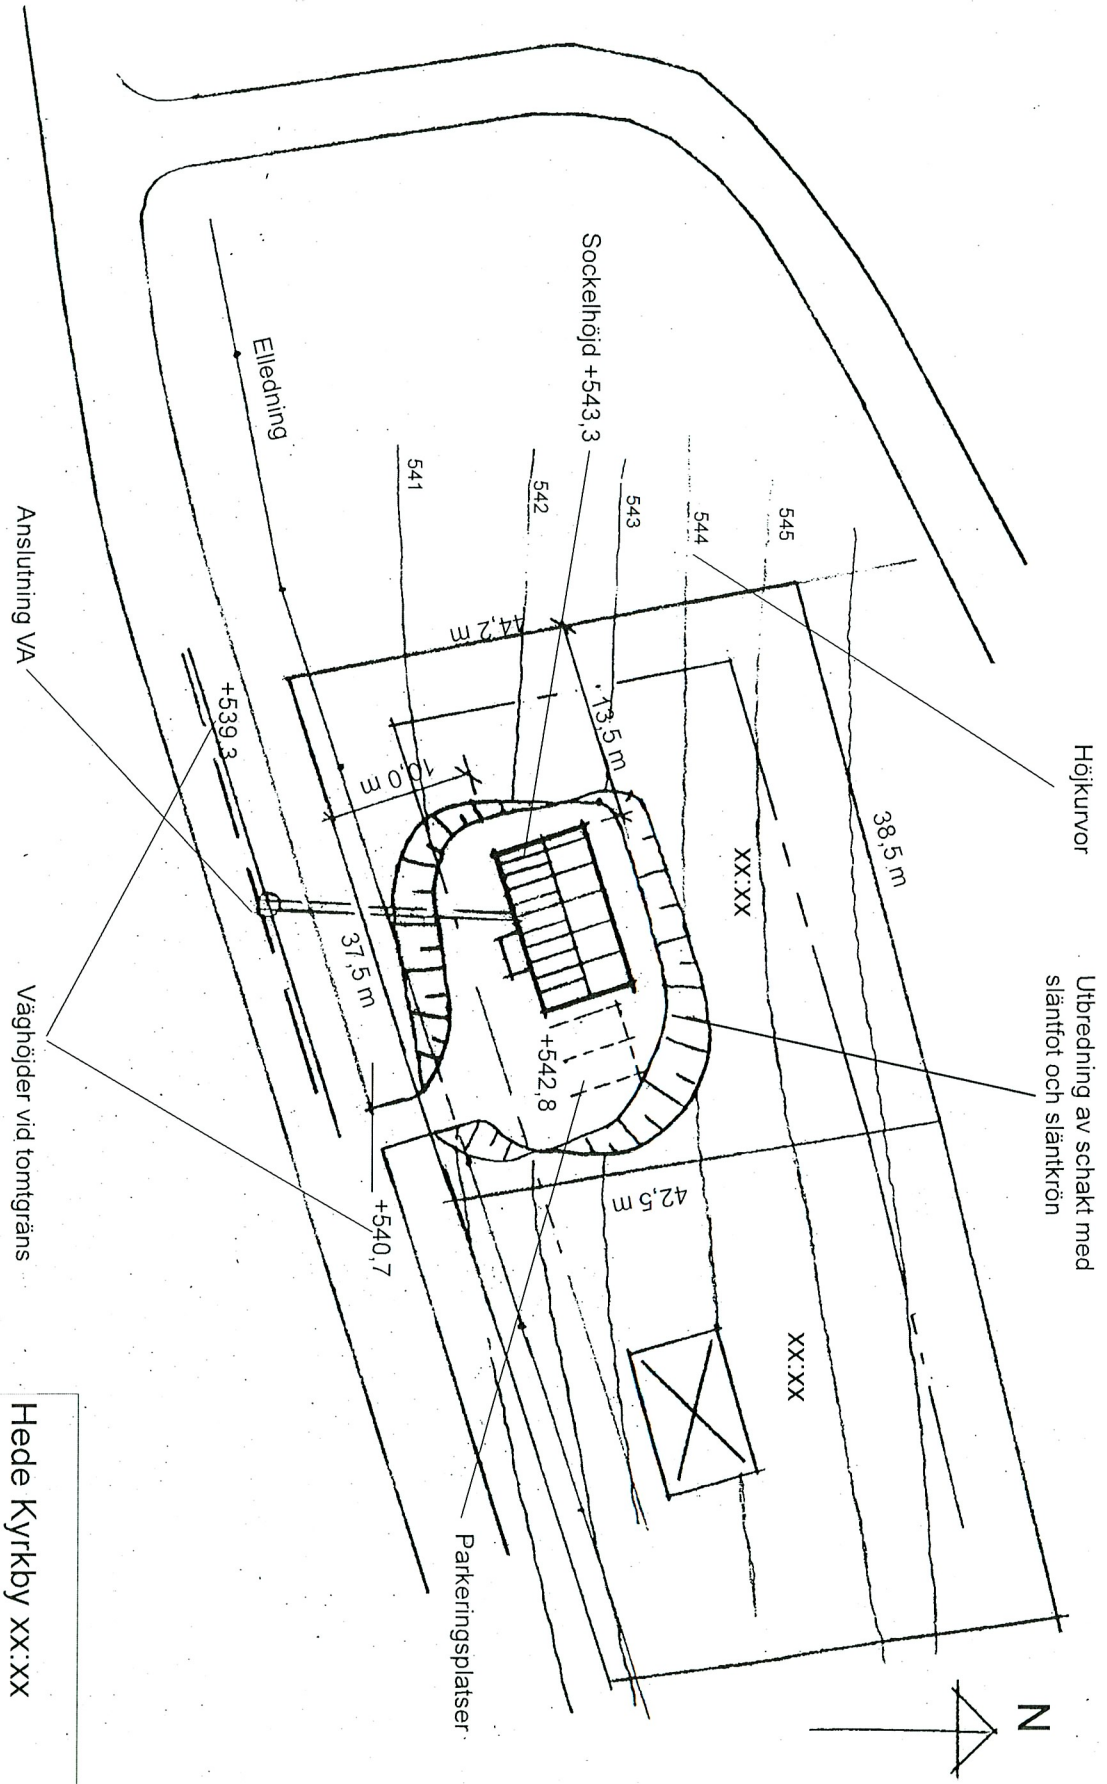 N
Höjkurvor
Utbredning av schakt med
släntfot och släntkrön
38,5 m
545
544
543
542
541
xx:xx
xx:xx
Sockelhöjd +543,3
44,2 m
13,5 m
10,0 m
+542,8
42,5 m
Elledning
37,5 m
+539,3
+540,7
Parkeringsplatser
Anslutning VA
Väghöjder vid tomtgräns
Hede Kyrkby xx:xx